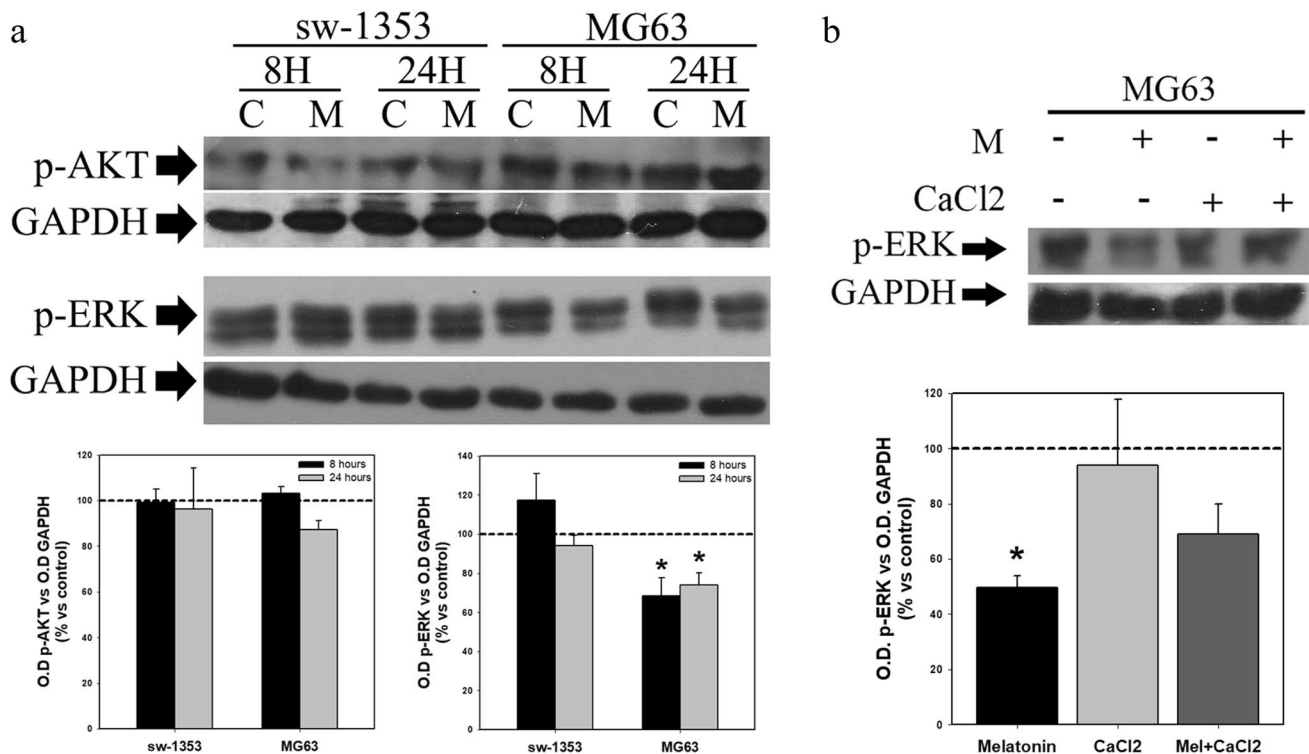 a
sw-1353 MG63
8H 24H 8H 24H
C M C M C M C M
p-AKT
GAPDH
p-ERK
GAPDH
O.D p-AKT vs O.D GAPDH
(% vs control)
120
100
80
60
40
20
0
8 hours
24 hours
sw-1353 MG63
O.D p-ERK vs O.D GAPDH
(% vs control)
140
120
100
80
60
40
20
0
8 hours
24 hours
* *
sw-1353 MG63
b
MG63
M - + - +
CaCl2 - - + +
p-ERK
GAPDH
O.D. p-ERK vs O.D. GAPDH
(% vs control)
120
100
80
60
40
20
0
*
Melatonin CaCl2 Mel+CaCl2